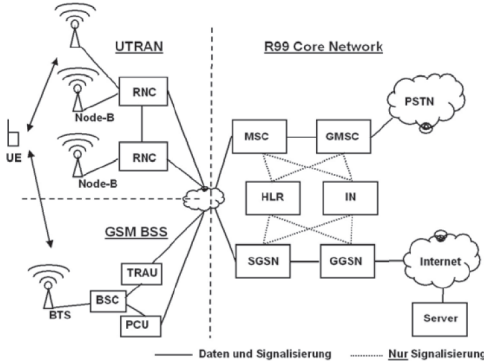 UTRAN
R99 Core Network
RNC
Node-B
PSTN
MSC
GMSC
UE
RNC
Node-B
HLR
IN
GSM BSS
SGSN
GGSN
Internet
TRAU
BTS
BSC
PCU
Server
Daten und Signalisierung
Nur Signalisierung